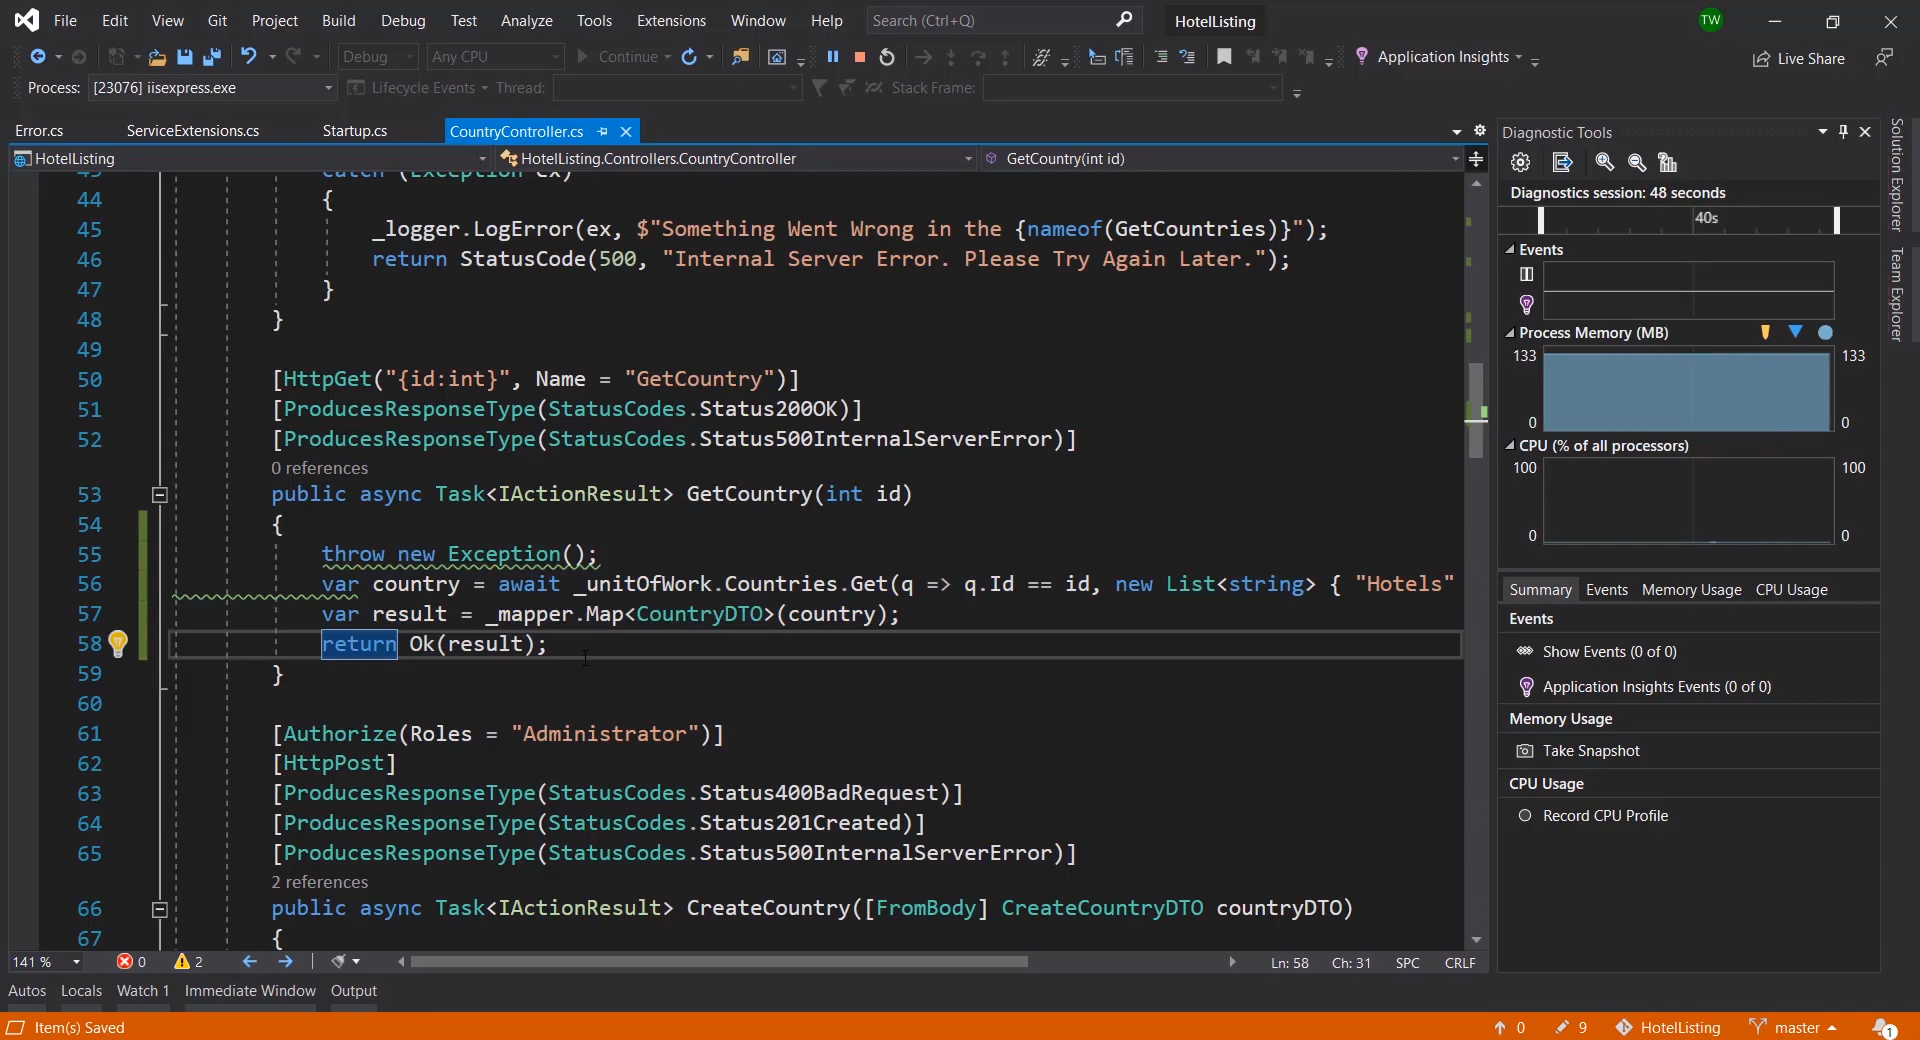 File Edit View Git Project Build Debug Test Analyze Tools Extensions Window Help Search (Ctrl+Q) HotelListing TW
Debug Any CPU Continue Application Insights Live Share
Process: [23076] iisexpress.exe Lifecycle Events Thread: Stack Frame:
Error.cs ServiceExtensions.cs Startup.cs CountryController.cs
HotelListing HotelListing.Controllers.CountryController GetCountry(int id)
43 catch (Exception ex)
44 {
45 _logger.LogError(ex, $"Something Went Wrong in the {nameof(GetCountries)}");
46 return StatusCode(500, "Internal Server Error. Please Try Again Later.");
47 }
48 }
49
50 [HttpGet("{id:int}", Name = "GetCountry")]
51 [ProducesResponseType(StatusCodes.Status200OK)]
52 [ProducesResponseType(StatusCodes.Status500InternalServerError)]
0 references
53 public async Task<IActionResult> GetCountry(int id)
54 {
55 throw new Exception();
56 var country = await _unitOfWork.Countries.Get(q => q.Id == id, new List<string> { "Hotels"
57 var result = _mapper.Map<CountryDTO>(country);
58 return Ok(result);
59 }
60
61 [Authorize(Roles = "Administrator")]
62 [HttpPost]
63 [ProducesResponseType(StatusCodes.Status400BadRequest)]
64 [ProducesResponseType(StatusCodes.Status201Created)]
65 [ProducesResponseType(StatusCodes.Status500InternalServerError)]
2 references
66 public async Task<IActionResult> CreateCountry([FromBody] CreateCountryDTO countryDTO)
67 {
141 % 0 2 Ln: 58 Ch: 31 SPC CRLF
Diagnostic Tools
Diagnostics session: 48 seconds
40s
Events
Process Memory (MB)
133 133
0 0
CPU (% of all processors)
100 100
0 0
Summary Events Memory Usage CPU Usage
Events
Show Events (0 of 0)
Application Insights Events (0 of 0)
Memory Usage
Take Snapshot
CPU Usage
Record CPU Profile
Solution Explorer
Team Explorer
Autos Locals Watch 1 Immediate Window Output
Item(s) Saved 0 9 HotelListing master 1